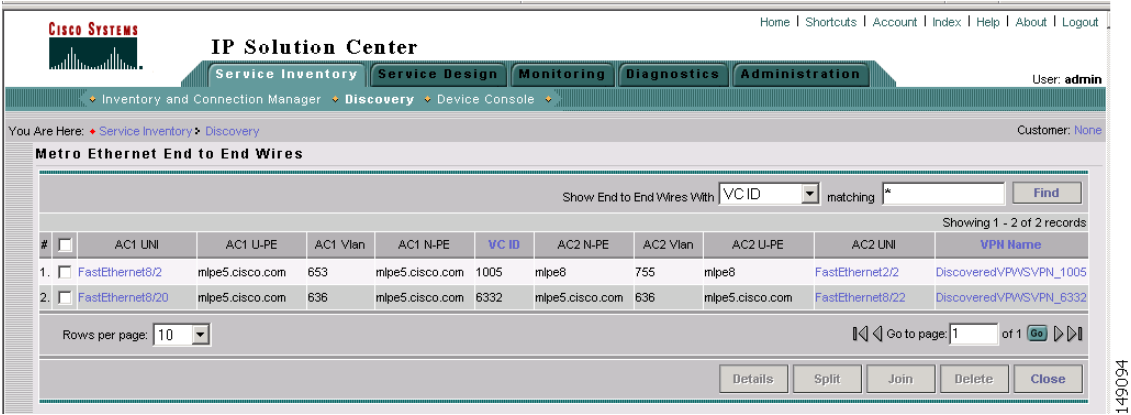 Home | Shortcuts | Account | Index | Help | About | Logout
CISCO SYSTEMS
IP Solution Center
Service Inventory Service Design Monitoring Diagnostics Administration
User: admin
Inventory and Connection Manager Discovery Device Console
You Are Here: Service Inventory > Discovery Customer: None
Metro Ethernet End to End Wires
Show End to End Wires With VC ID matching * Find
Showing 1 - 2 of 2 records
# AC1 UNI AC1 U-PE AC1 Vlan AC1 N-PE VC ID AC2 N-PE AC2 Vlan AC2 U-PE AC2 UNI VPN Name
1. FastEthernet8/2 mlpe5.cisco.com 653 mlpe5.cisco.com 1005 mlpe8 755 mlpe8 FastEthernet2/2 DiscoveredVPWSVPN_1005
2. FastEthernet8/20 mlpe5.cisco.com 636 mlpe5.cisco.com 6332 mlpe5.cisco.com 636 mlpe5.cisco.com FastEthernet8/22 DiscoveredVPWSVPN_6332
Rows per page: 10 Go to page: 1 of 1 Go
Details Split Join Delete Close
149094